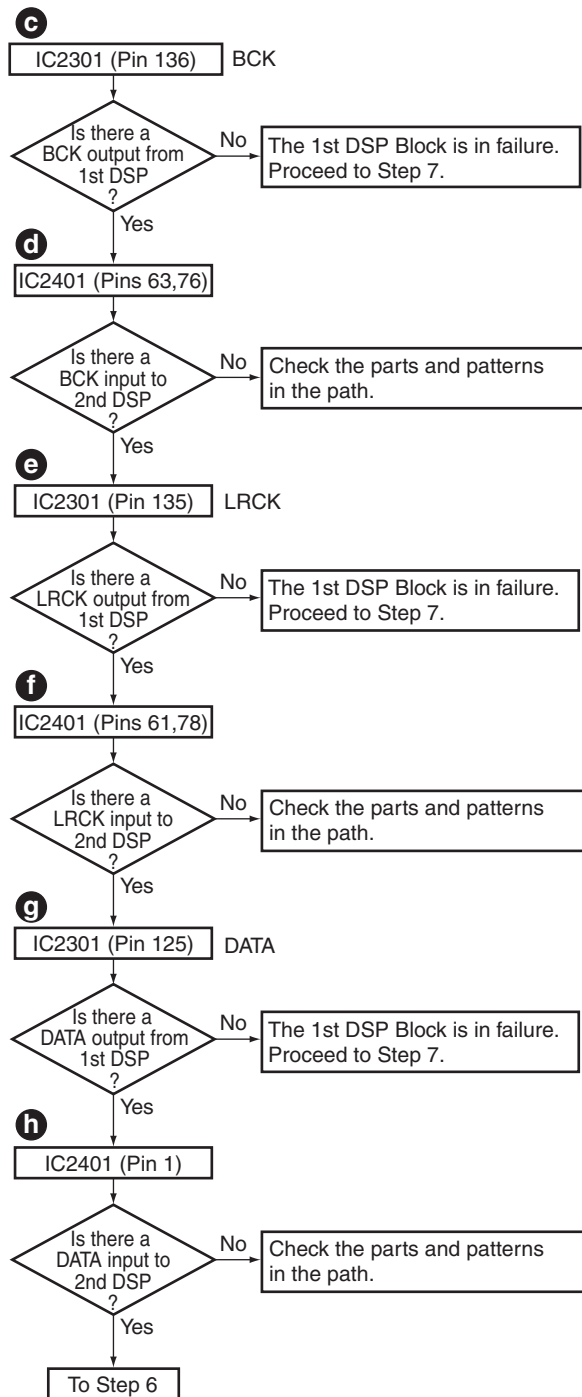 c
IC2301 (Pin 136) BCK
Is there a
BCK output from
1st DSP
?
No
The 1st DSP Block is in failure.
Proceed to Step 7.
Yes
d
IC2401 (Pins 63,76)
Is there a
BCK input to
2nd DSP
?
No
Check the parts and patterns
in the path.
Yes
e
IC2301 (Pin 135) LRCK
Is there a
LRCK output from
1st DSP
?
No
The 1st DSP Block is in failure.
Proceed to Step 7.
Yes
f
IC2401 (Pins 61,78)
Is there a
LRCK input to
2nd DSP
?
No
Check the parts and patterns
in the path.
Yes
g
IC2301 (Pin 125) DATA
Is there a
DATA output from
1st DSP
?
No
The 1st DSP Block is in failure.
Proceed to Step 7.
Yes
h
IC2401 (Pin 1)
Is there a
DATA input to
2nd DSP
?
No
Check the parts and patterns
in the path.
Yes
To Step 6